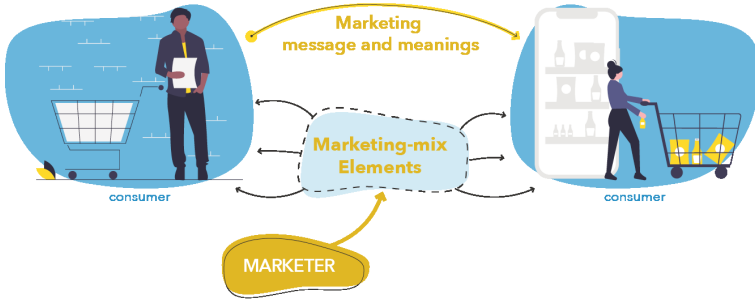 Marketing
message and meanings
Marketing-mix
Elements
consumer
consumer
MARKETER